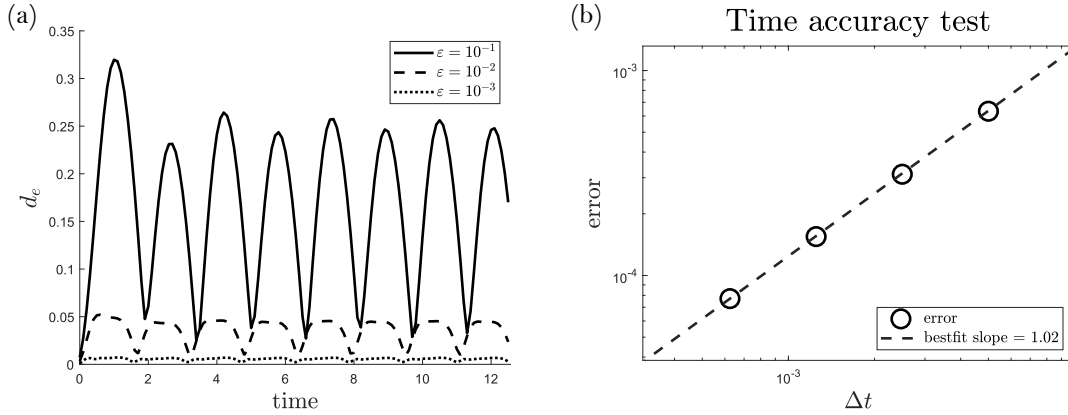 (a)
0.35
0.3
0.25
0.2
0.15
0.1
0.05
0
d_e
0 2 4 6 8 10 12
time
ε = 10⁻¹
ε = 10⁻²
ε = 10⁻³
(b)
Time accuracy test
10⁻³
10⁻⁴
error
10⁻³
Δt
error
bestfit slope = 1.02